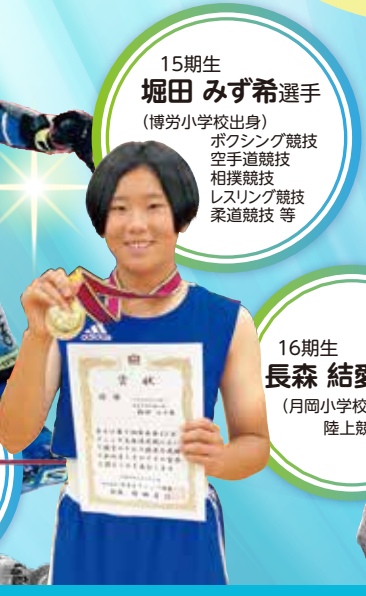 15期生
堀田 みず希選手
(博労小学校出身)
ボクシング競技
空手道競技
相撲競技
レスリング競技
柔道競技 等
16期生
長森 結愛
(月岡小学校
陸上競
adidas
賞状